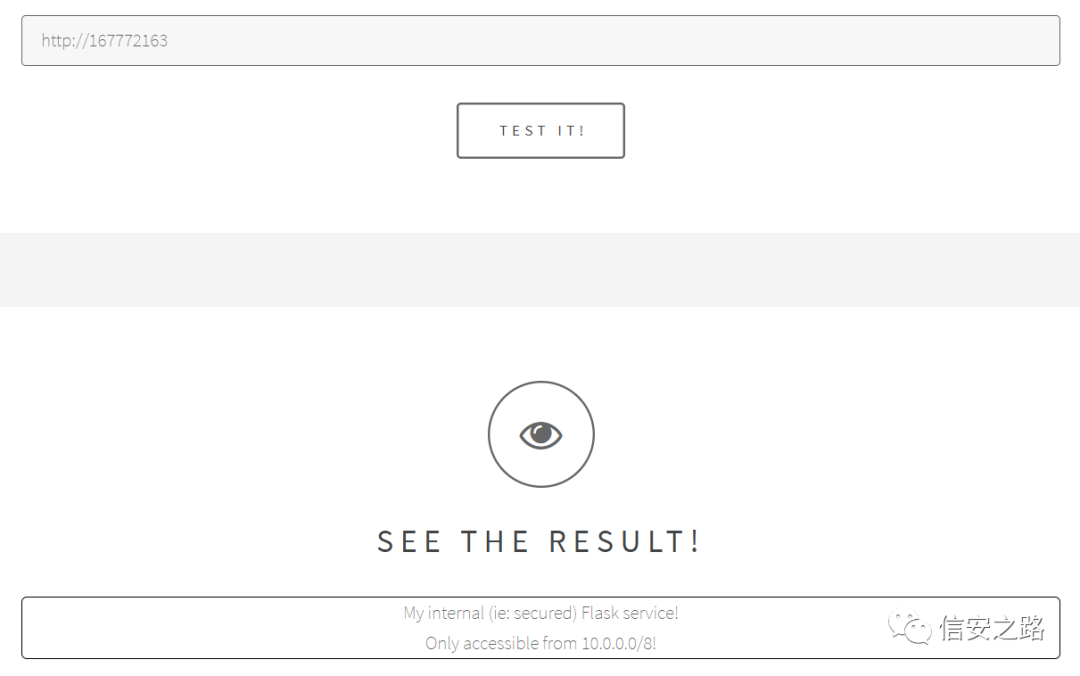 http://167772163
TEST IT!
SEE THE RESULT!
My internal (ie: secured) Flask service!
Only accessible from 10.0.0.0/8!
信安之路